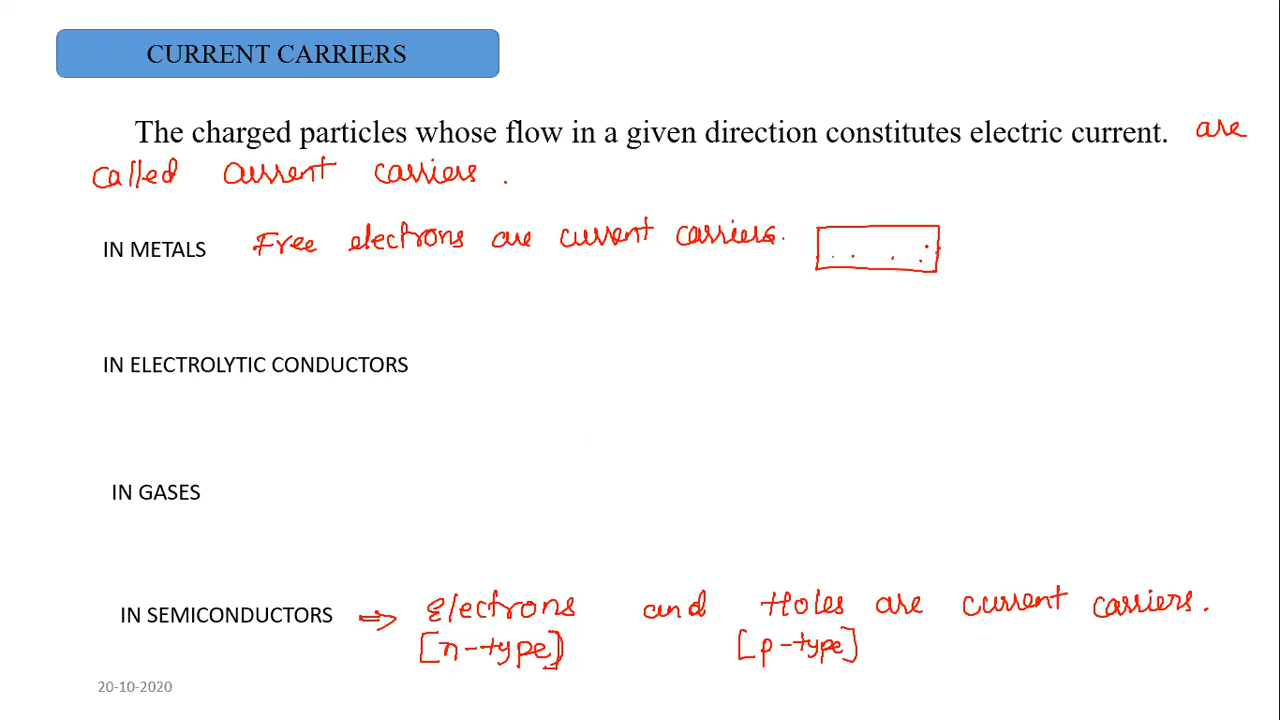 CURRENT CARRIERS
The charged particles whose flow in a given direction constitutes electric current. are
called current carriers.
IN METALS Free electrons are current carriers.
IN ELECTROLYTIC CONDUCTORS
IN GASES
IN SEMICONDUCTORS ⇒ Electrons and Holes are current carriers.
[n-type] [p-type]
20-10-2020